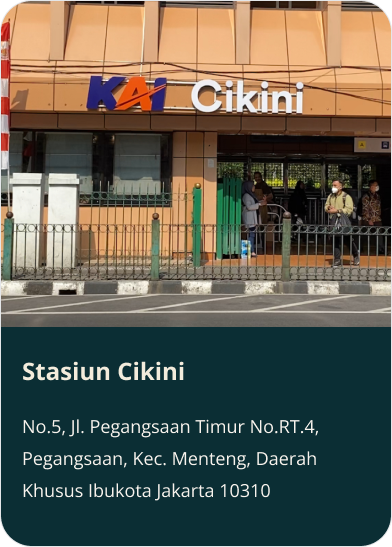 KAI Cikini
Stasiun Cikini
No.5, Jl. Pegangsaan Timur No.RT.4,
Pegangsaan, Kec. Menteng, Daerah
Khusus Ibukota Jakarta 10310